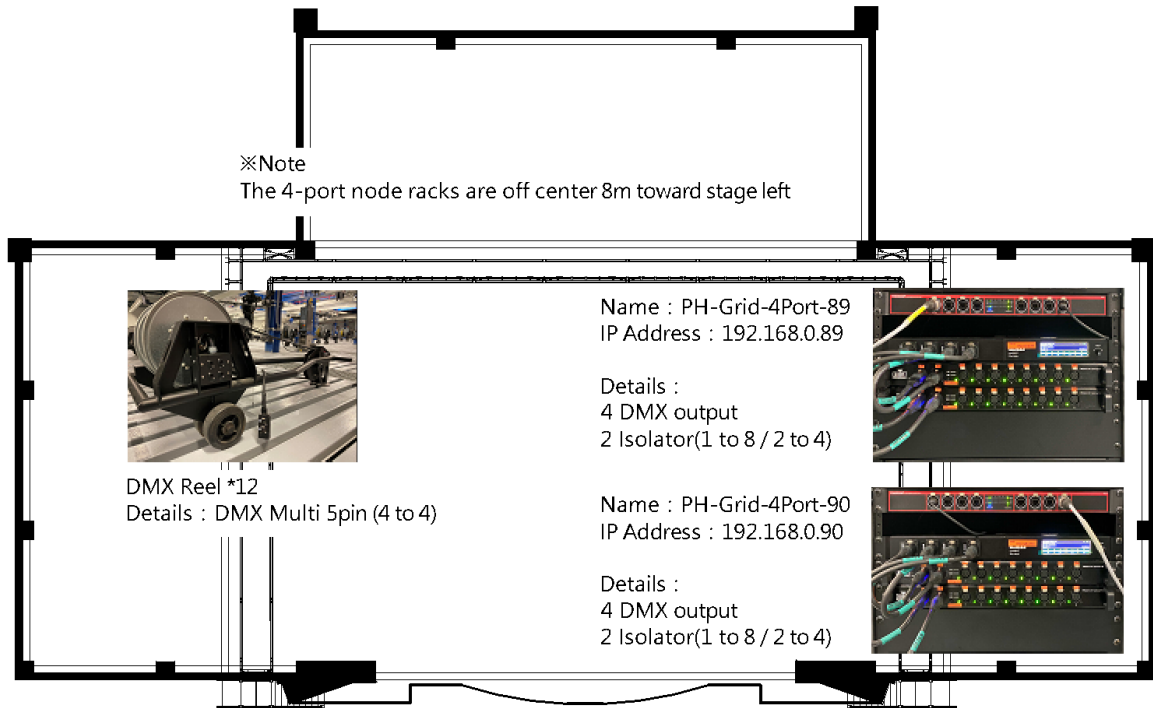 ※Note
The 4-port node racks are off center 8m toward stage left
Name：PH-Grid-4Port-89
IP Address：192.168.0.89
Details：
4 DMX output
2 Isolator(1 to 8 / 2 to 4)
DMX Reel *12
Details：DMX Multi 5pin (4 to 4)
Name：PH-Grid-4Port-90
IP Address：192.168.0.90
Details：
4 DMX output
2 Isolator(1 to 8 / 2 to 4)